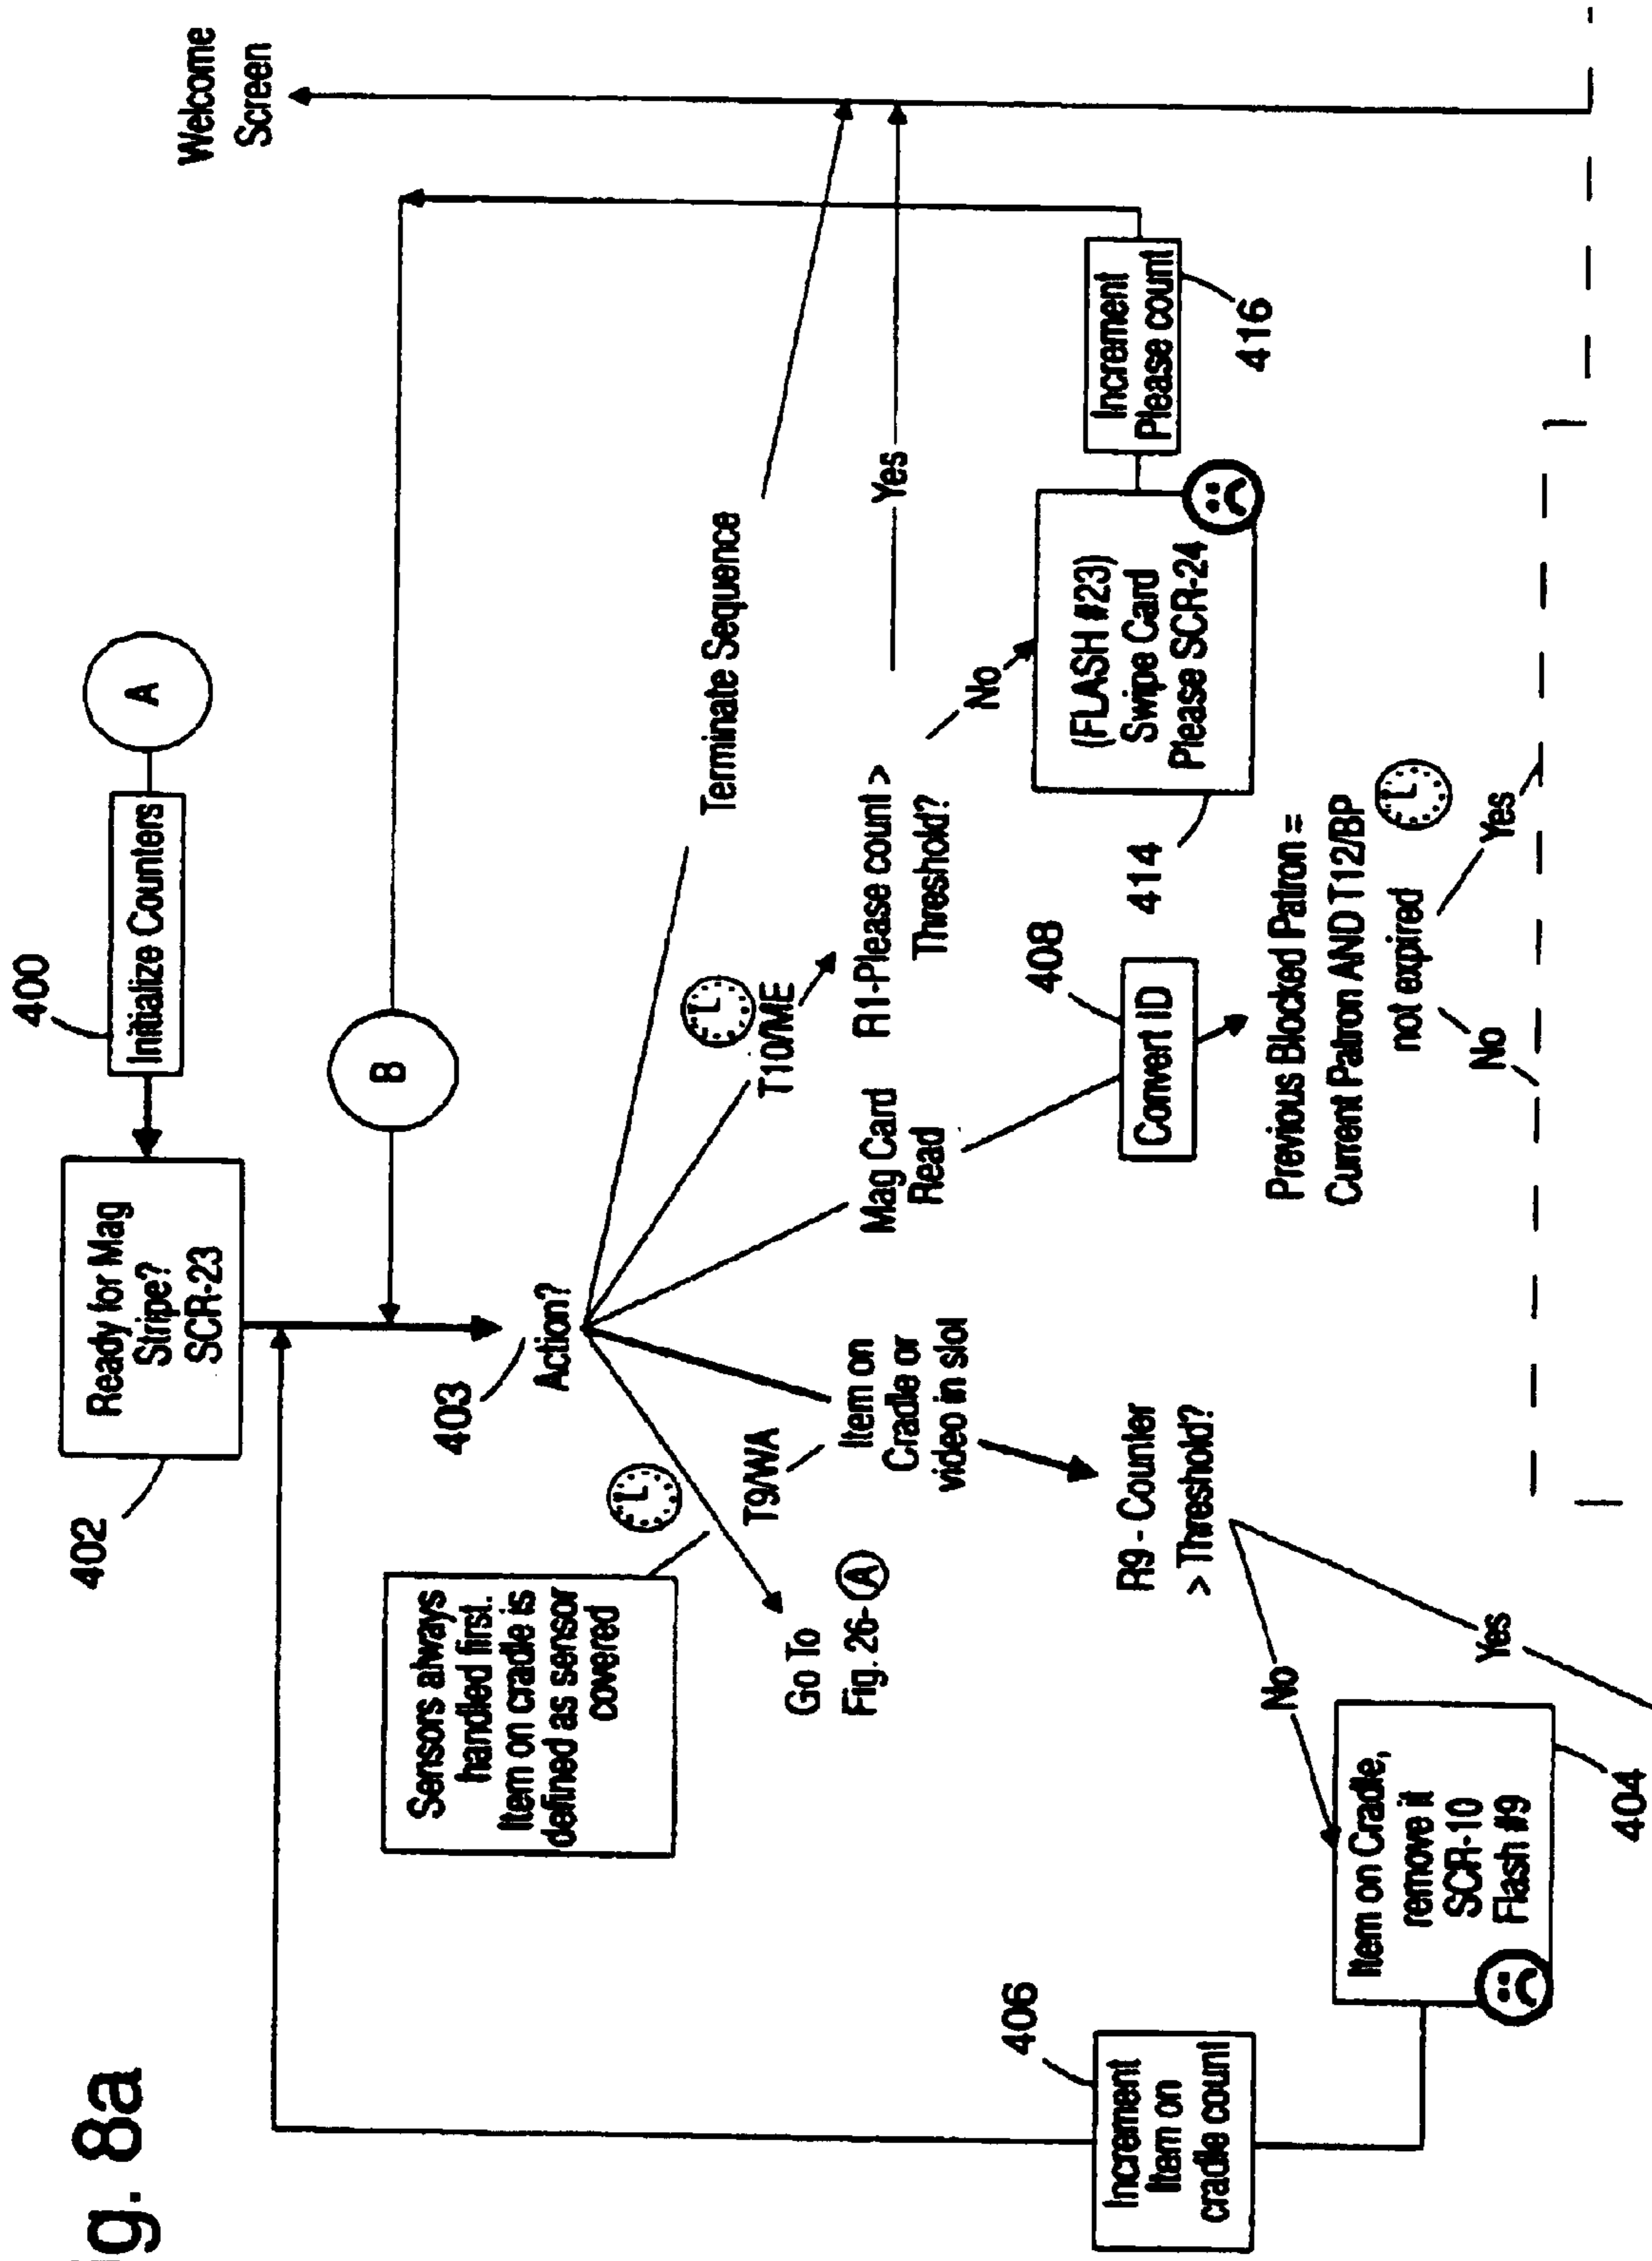 g. 8a
Welcome
Screen
A
400
Initialize Counters
402
Ready for Mag
Stripe?
SCR-23
B
403
Action?
Sensors always
handled first.
Item on cradle is
defined as sensor
covered
Go To
Fig. 26-A
T9/WA
Item on
Cradle or
video in slot
Mag Card
Read
T10/ME
Terminate Sequence
R1-Please count >
Threshold?
Yes
No
(FLASH #23)
Swipe Card
Please SCR-24
414
Increment
Please count
416
408
Convert ID
Previous Blocked Patron =
Current Patron AND T12/BP
not expired
Yes
No
R9 - Counter
> Threshold?
No
Yes
Item on Cradle,
remove it
SCR-10
Flash #9
404
406
Increment
Item on
cradle count